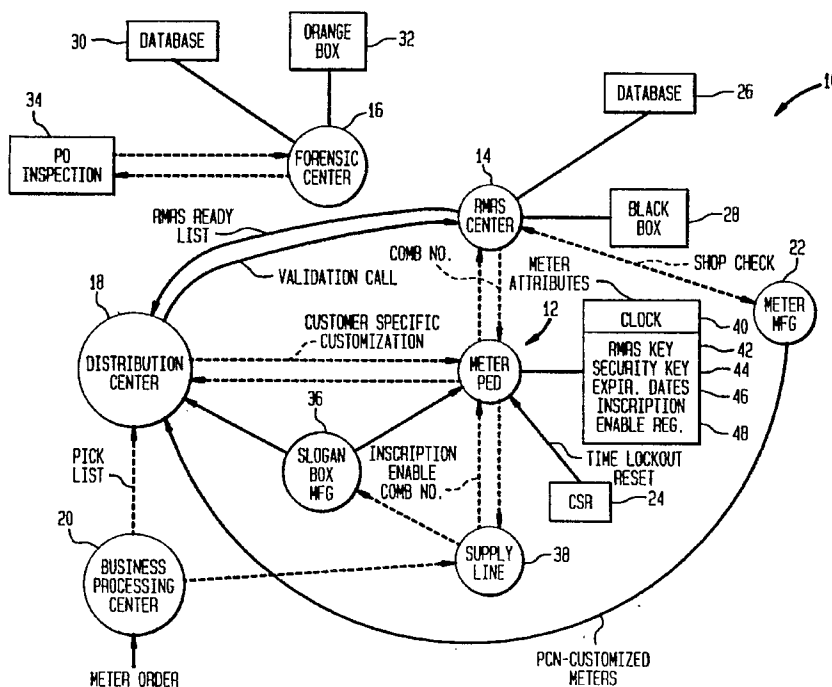 30
DATABASE
ORANGE
BOX
32
34
PO
INSPECTION
16
FORENSIC
CENTER
DATABASE
26
10
14
RMRS
CENTER
BLACK
BOX
28
RMRS READY
LIST
VALIDATION CALL
COMB NO.
METER
ATTRIBUTES
SHOP CHECK
22
METER
MFG
18
DISTRIBUTION
CENTER
CUSTOMER SPECIFIC
CUSTOMIZATION
12
METER
PED
CLOCK
40
RMRS KEY
42
SECURITY KEY
44
EXPIR. DATES
46
INSCRIPTION
ENABLE REG.
48
36
SLOGAN
BOX
MFG
INSCRIPTION
ENABLE
COMB NO.
TIME LOCKOUT
RESET
CSR
24
PICK
LIST
20
BUSINESS
PROCESSING
CENTER
SUPPLY
LINE
38
METER ORDER
PCN-CUSTOMIZED
METERS